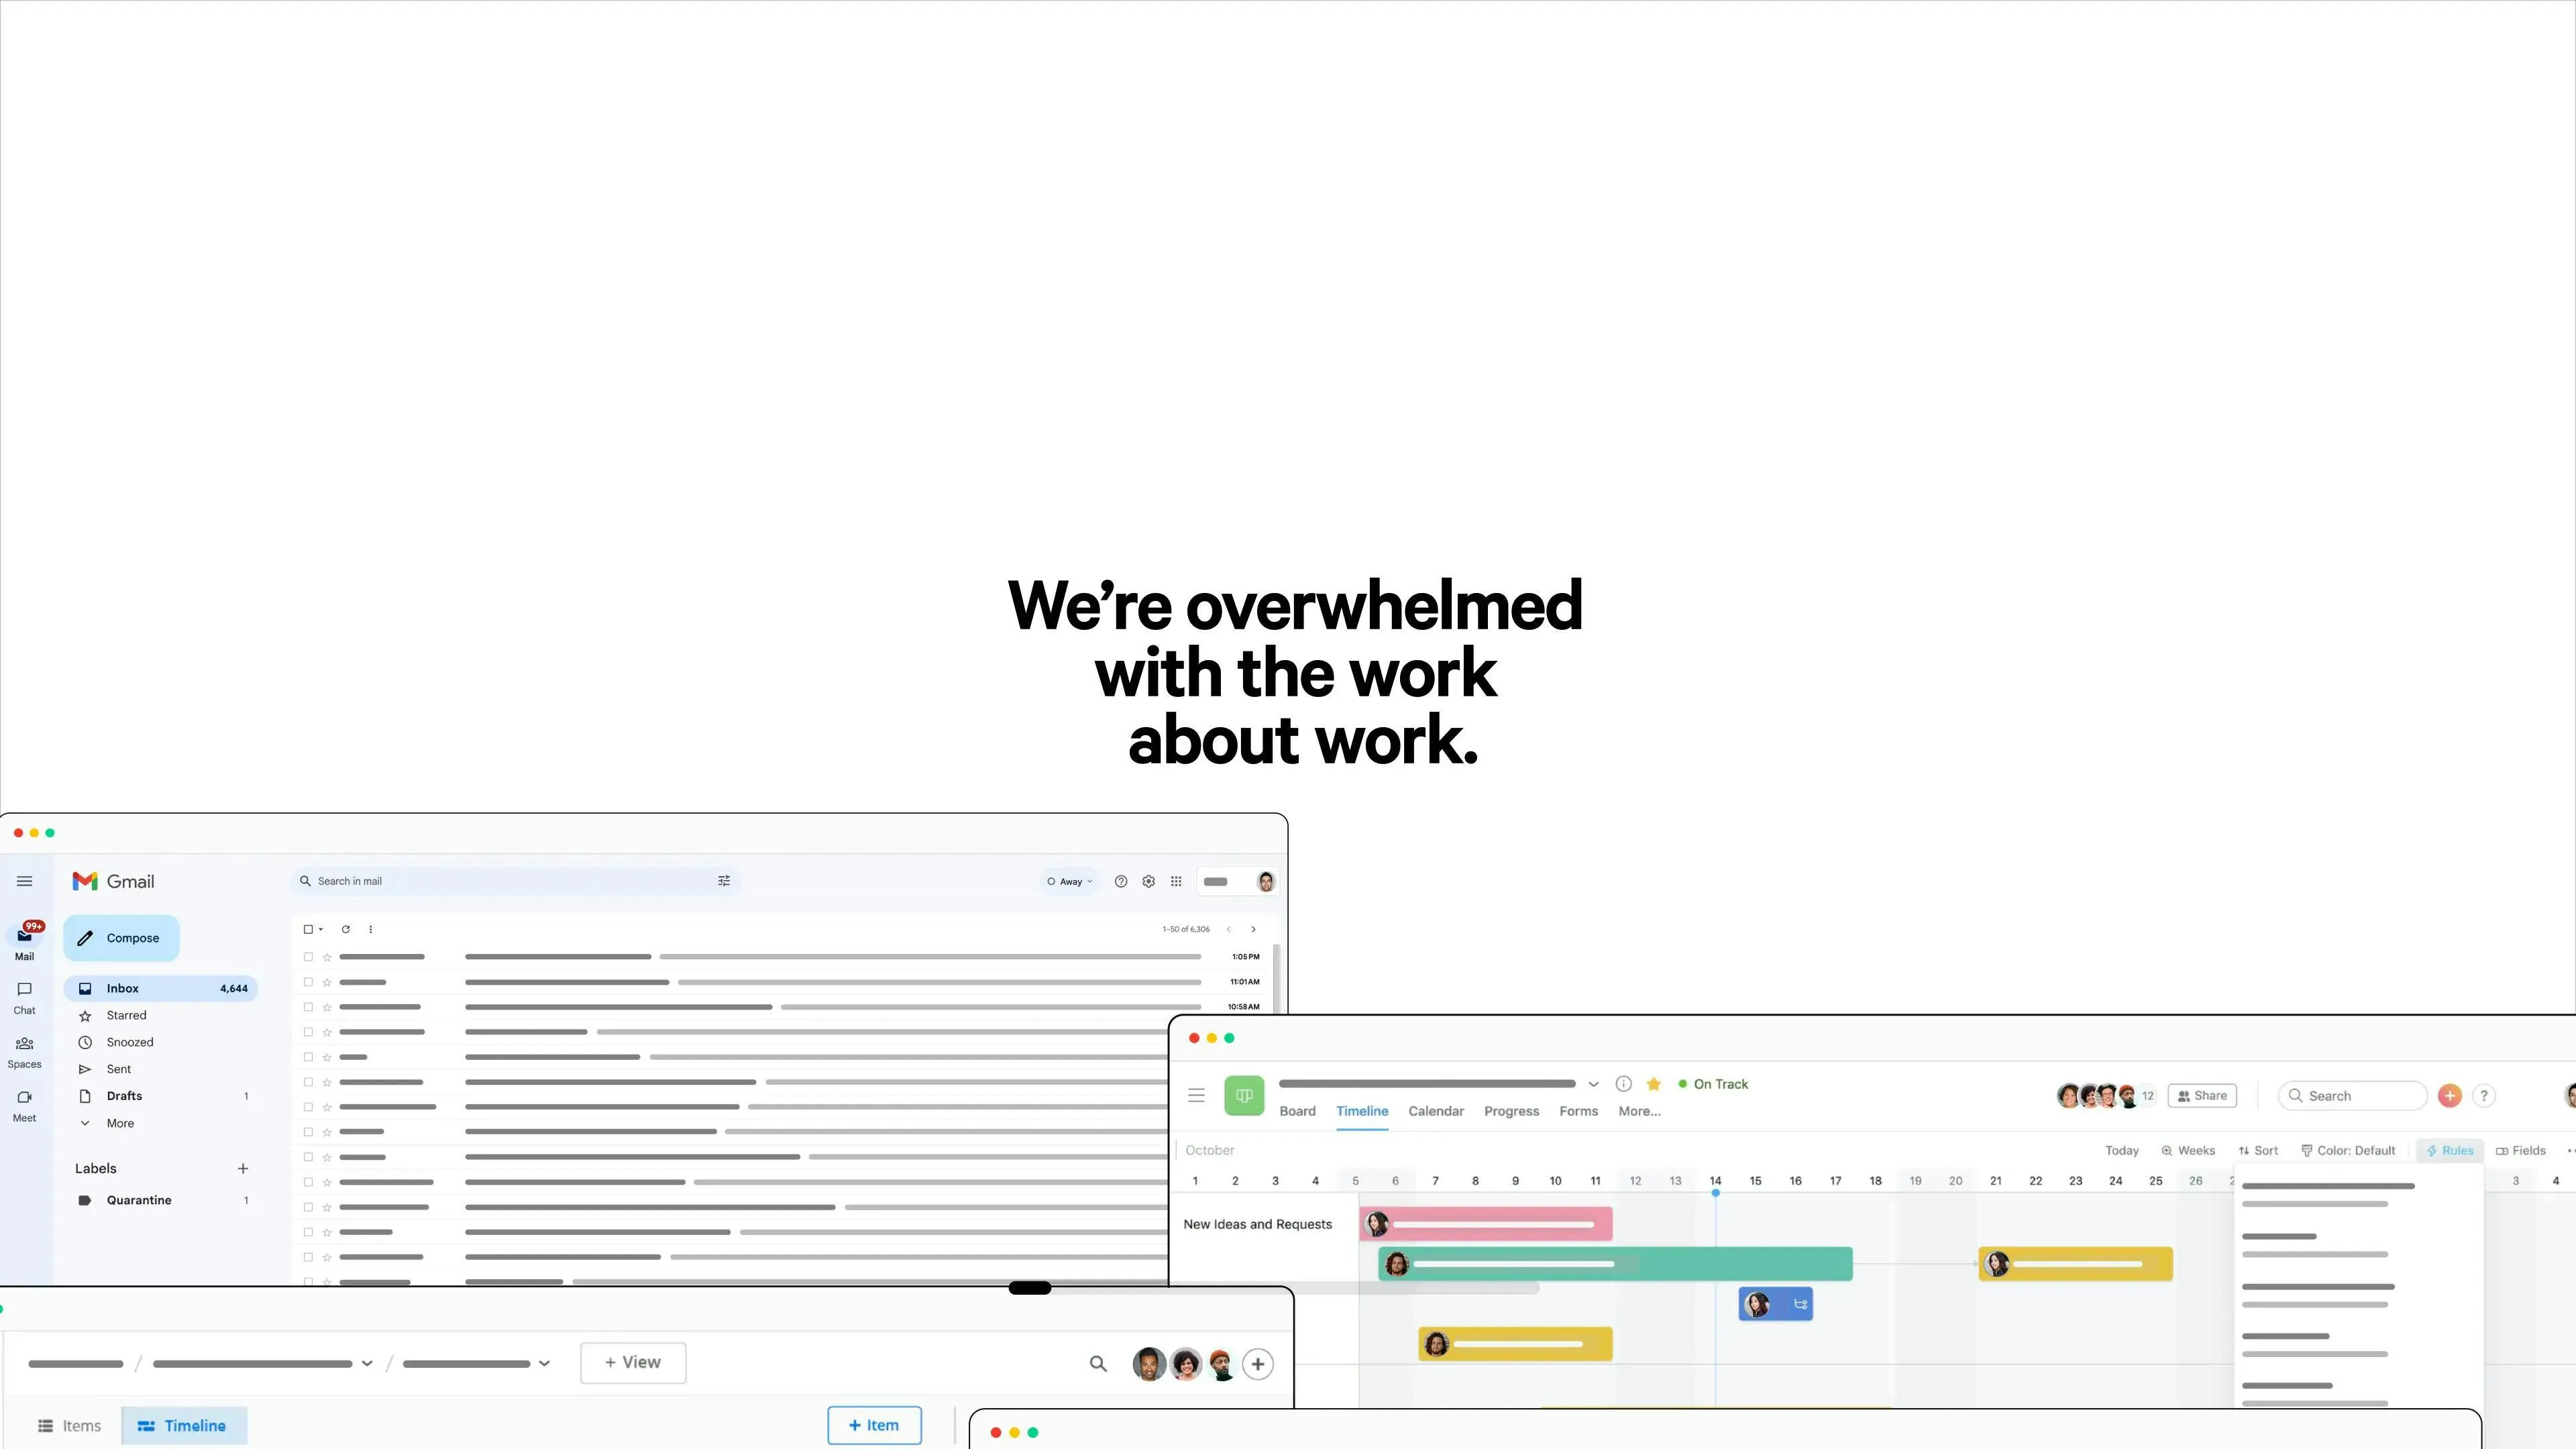 We're overwhelmed
with the work
about work.
Gmail
Search in mail
Away
99+
Mail
Chat
Spaces
Meet
Compose
Inbox 4,644
Starred
Snoozed
Sent
Drafts 1
More
Labels
Quarantine 1
1–50 of 6,306
1:05 PM
11:01 AM
10:58 AM
On Track
Board Timeline Calendar Progress Forms More...
12 Share Search + ?
October
Today Weeks Sort Color: Default Rules Fields
1 2 3 4 5 6 7 8 9 10 11 12 13 14 15 16 17 18 19 20 21 22 23 24 25 26 2 3 4
New Ideas and Requests
/ / + View
Items Timeline + Item